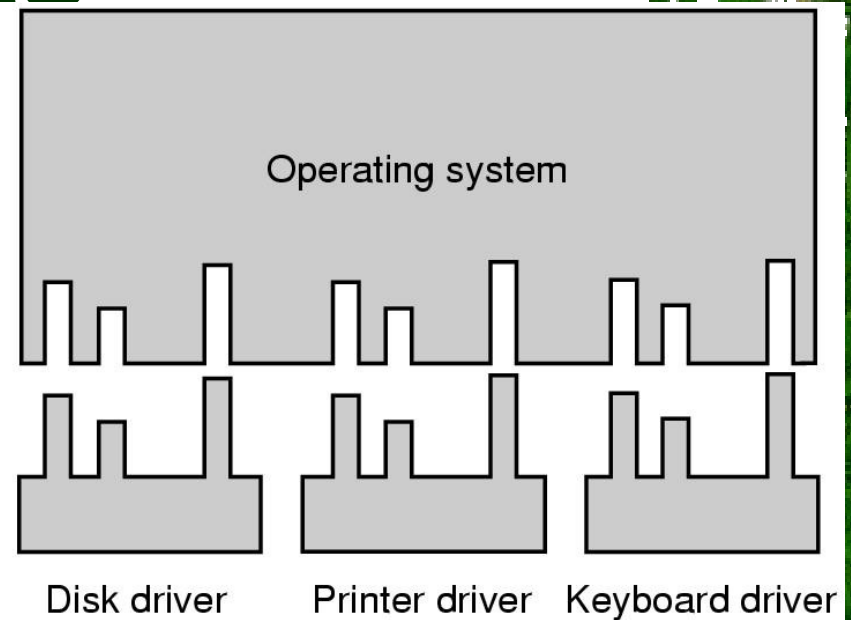 Operating system
Disk driver
Printer driver
Keyboard driver